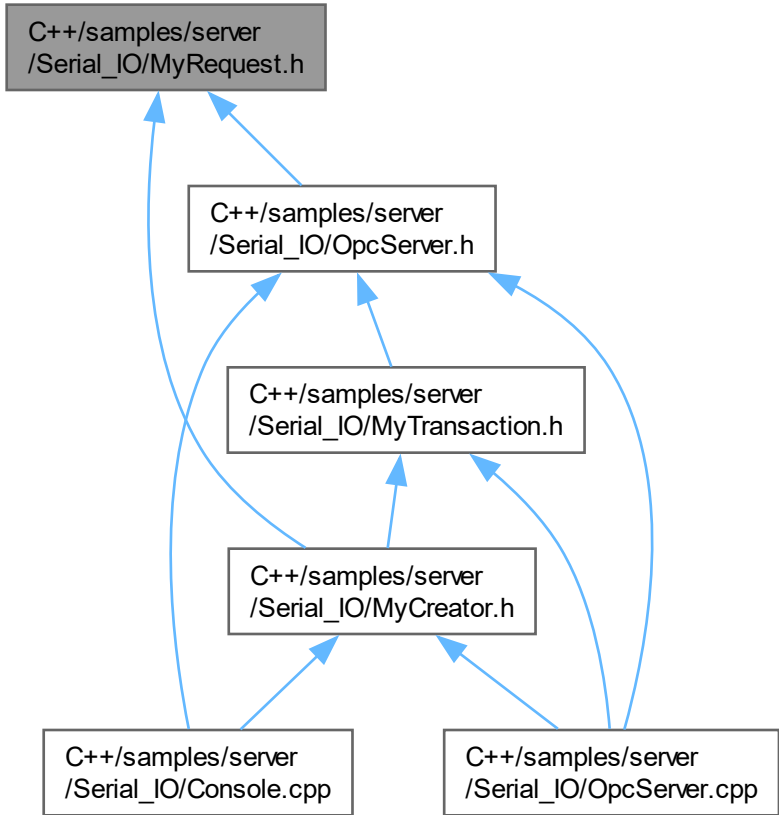 C++/samples/server
/Serial_IO/MyRequest.h
C++/samples/server
/Serial_IO/OpcServer.h
C++/samples/server
/Serial_IO/MyTransaction.h
C++/samples/server
/Serial_IO/MyCreator.h
C++/samples/server
/Serial_IO/Console.cpp
C++/samples/server
/Serial_IO/OpcServer.cpp